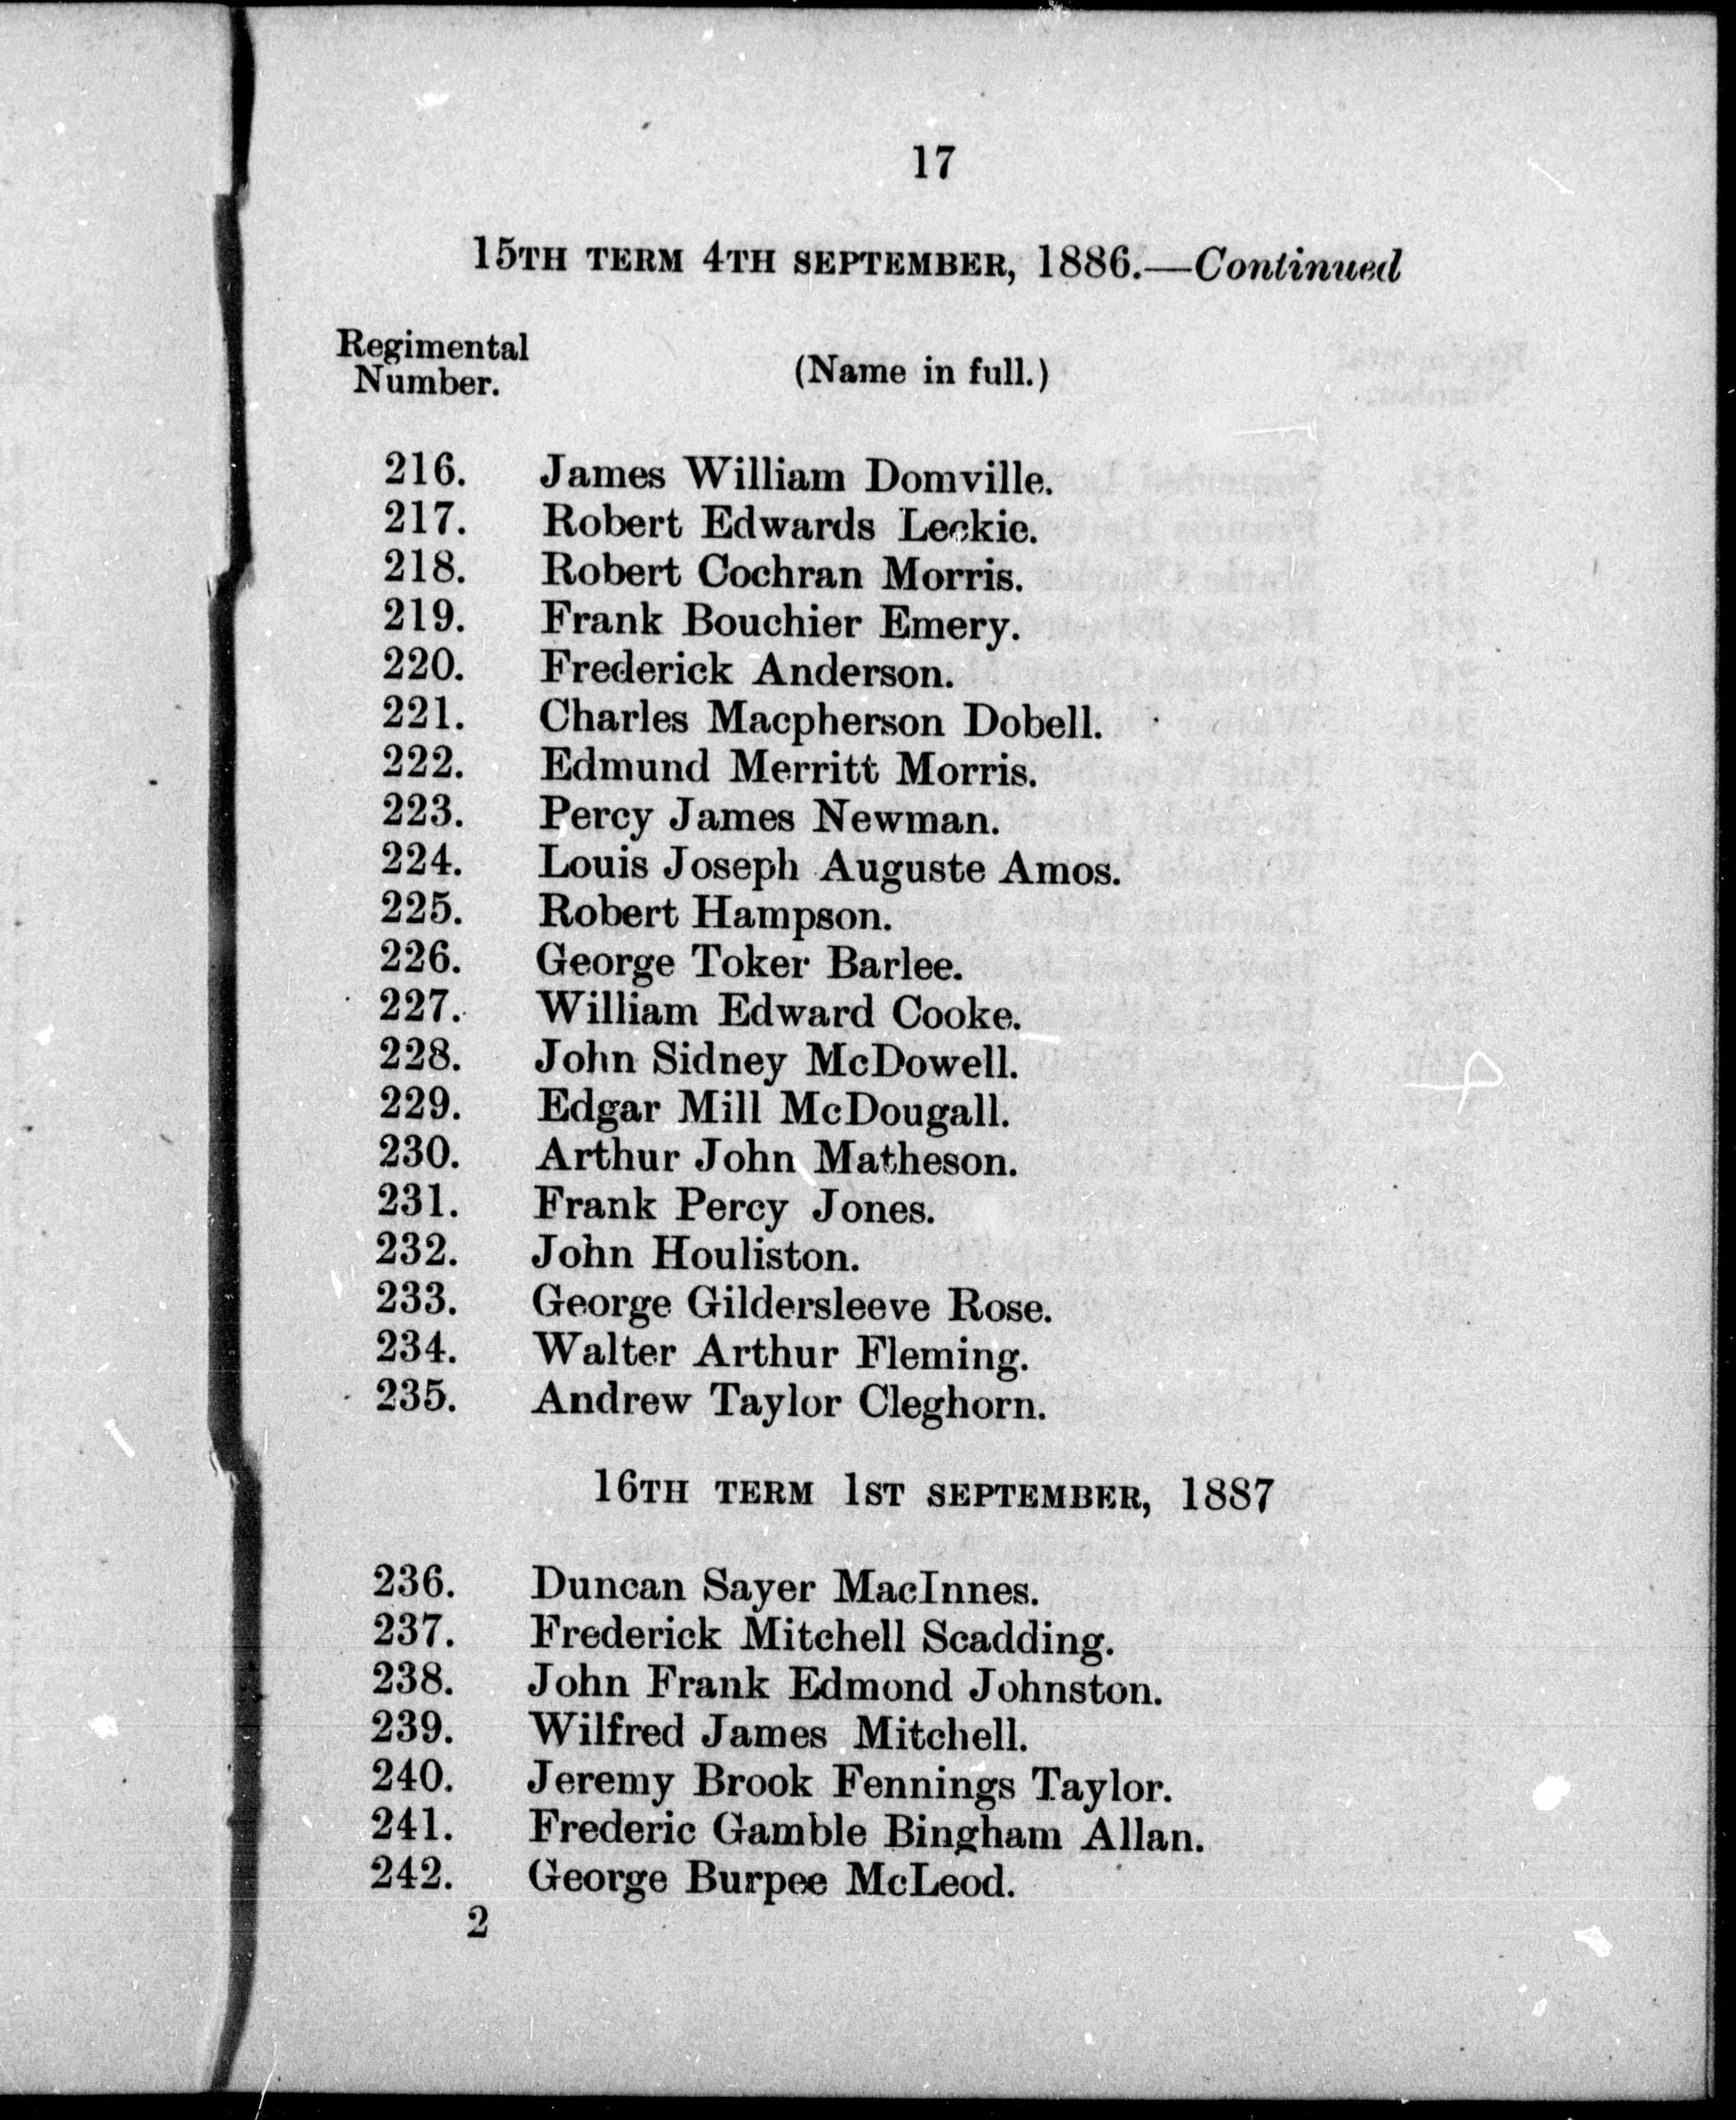 17
15TH TERM 4TH SEPTEMBER, 1886.—Continued
Regimental
Number.
(Name in full.)
216. James William Domville.
217. Robert Edwards Leckie.
218. Robert Cochran Morris.
219. Frank Bouchier Emery.
220. Frederick Anderson.
221. Charles Macpherson Dobell.
222. Edmund Merritt Morris.
223. Percy James Newman.
224. Louis Joseph Auguste Amos.
225. Robert Hampson.
226. George Toker Barlee.
227. William Edward Cooke.
228. John Sidney McDowell.
229. Edgar Mill McDougall.
230. Arthur John Matheson.
231. Frank Percy Jones.
232. John Houliston.
233. George Gildersleeve Rose.
234. Walter Arthur Fleming.
235. Andrew Taylor Cleghorn.
16TH TERM 1ST SEPTEMBER, 1887
236. Duncan Sayer MacInnes.
237. Frederick Mitchell Scadding.
238. John Frank Edmond Johnston.
239. Wilfred James Mitchell.
240. Jeremy Brook Fennings Taylor.
241. Frederic Gamble Bingham Allan.
242. George Burpee McLeod.
2